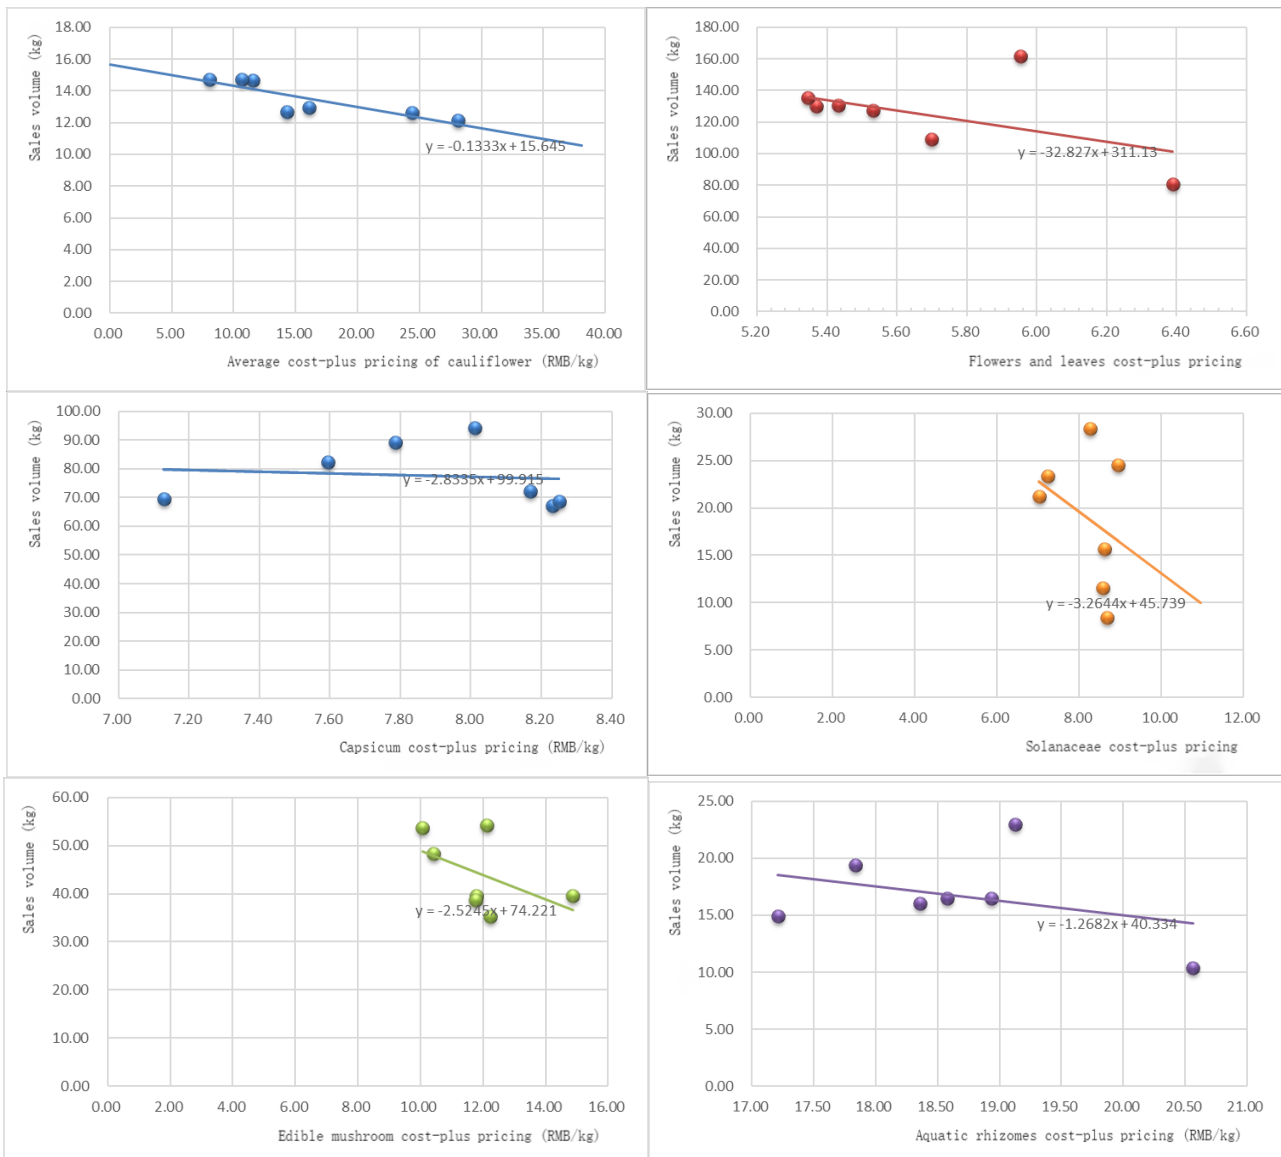 Sales volume (kg)
18.00
16.00
14.00
12.00
10.00
8.00
6.00
4.00
2.00
0.00
y = -0.1333x + 15.645
0.00 5.00 10.00 15.00 20.00 25.00 30.00 35.00 40.00
Average cost-plus pricing of cauliflower (RMB/kg)
Sales volume (kg)
180.00
160.00
140.00
120.00
100.00
80.00
60.00
40.00
20.00
0.00
y = -32.827x + 311.13
5.20 5.40 5.60 5.80 6.00 6.20 6.40 6.60
Flowers and leaves cost-plus pricing
Sales volume (kg)
100.00
90.00
80.00
70.00
60.00
50.00
40.00
30.00
20.00
10.00
0.00
y = -2.8335x + 99.915
7.00 7.20 7.40 7.60 7.80 8.00 8.20 8.40
Capsicum cost-plus pricing (RMB/kg)
Sales volume (kg)
30.00
25.00
20.00
15.00
10.00
5.00
0.00
y = -3.2644x + 45.739
0.00 2.00 4.00 6.00 8.00 10.00 12.00
Solanaceae cost-plus pricing
Sales volume (kg)
60.00
50.00
40.00
30.00
20.00
10.00
0.00
y = -2.5245x + 74.221
0.00 2.00 4.00 6.00 8.00 10.00 12.00 14.00 16.00
Edible mushroom cost-plus pricing (RMB/kg)
Sales volume (kg)
25.00
20.00
15.00
10.00
5.00
0.00
y = -1.2682x + 40.334
17.00 17.50 18.00 18.50 19.00 19.50 20.00 20.50 21.00
Aquatic rhizomes cost-plus pricing (RMB/kg)